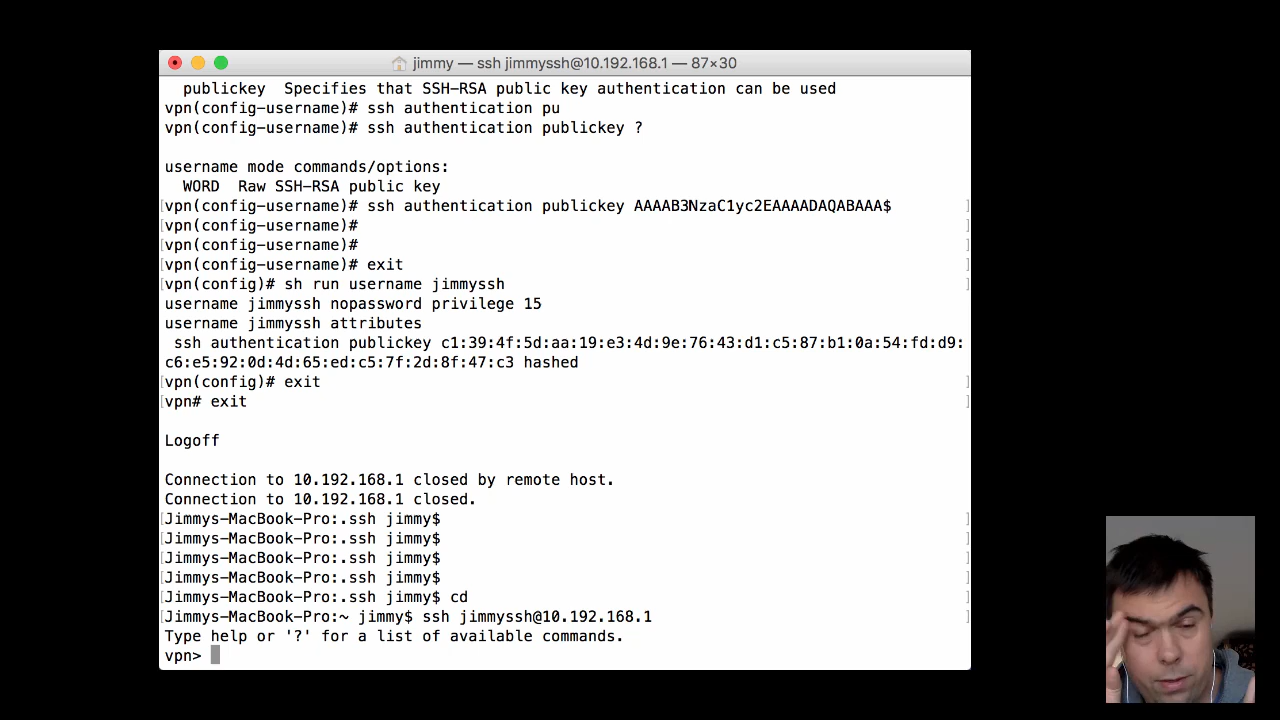 jimmy — ssh jimmyssh@10.192.168.1 — 87×30
publickey  Specifies that SSH-RSA public key authentication can be used
vpn(config-username)# ssh authentication pu
vpn(config-username)# ssh authentication publickey ?
username mode commands/options:
WORD  Raw SSH-RSA public key
[vpn(config-username)# ssh authentication publickey AAAAB3NzaC1yc2EAAAADAQABAAA$ ]
[vpn(config-username)# ]
[vpn(config-username)# ]
[vpn(config-username)# exit ]
[vpn(config)# sh run username jimmyssh ]
username jimmyssh nopassword privilege 15
username jimmyssh attributes
ssh authentication publickey c1:39:4f:5d:aa:19:e3:4d:9e:76:43:d1:c5:87:b1:0a:54:fd:d9:
c6:e5:92:0d:4d:65:ed:c5:7f:2d:8f:47:c3 hashed
[vpn(config)# exit ]
[vpn# exit ]
Logoff
Connection to 10.192.168.1 closed by remote host.
Connection to 10.192.168.1 closed.
[Jimmys-MacBook-Pro:.ssh jimmy$ ]
[Jimmys-MacBook-Pro:.ssh jimmy$ ]
[Jimmys-MacBook-Pro:.ssh jimmy$ ]
[Jimmys-MacBook-Pro:.ssh jimmy$ ]
[Jimmys-MacBook-Pro:.ssh jimmy$ cd ]
[Jimmys-MacBook-Pro:~ jimmy$ ssh jimmyssh@10.192.168.1 ]
Type help or '?' for a list of available commands.
vpn>